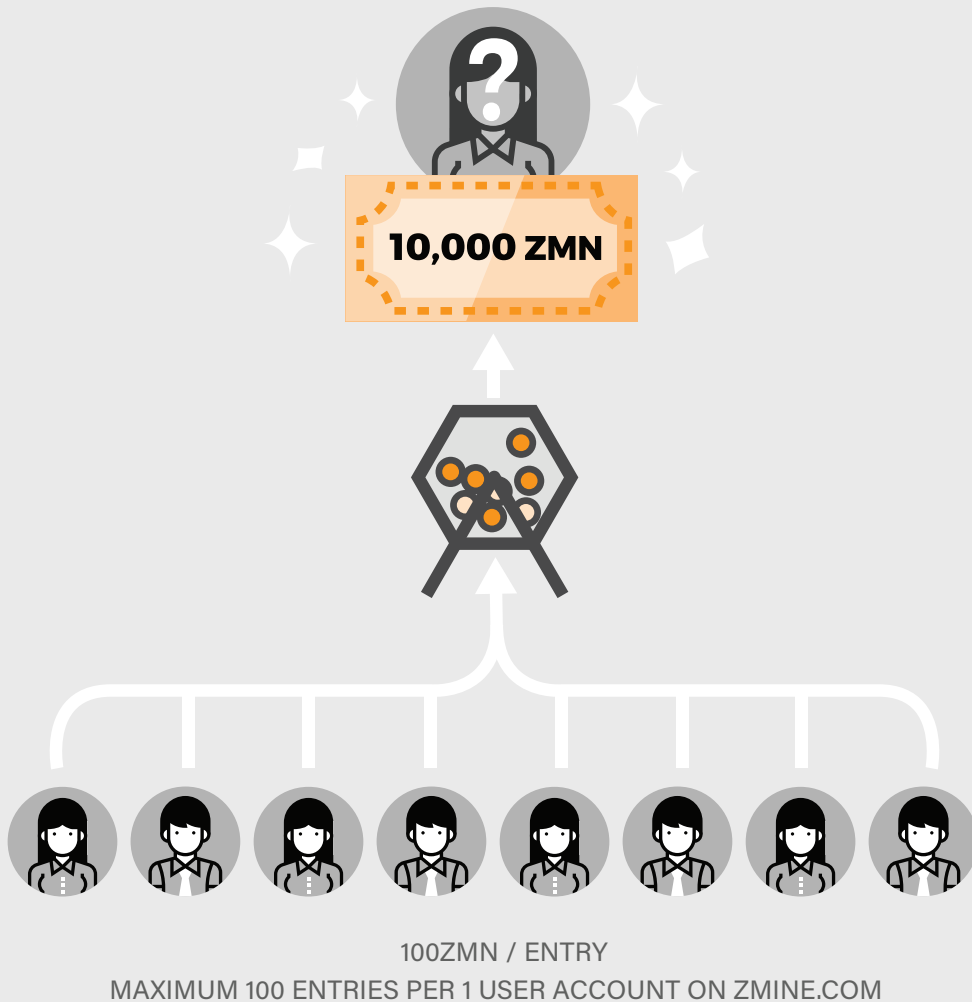 ?
10,000 ZMN
100ZMN / ENTRY
MAXIMUM 100 ENTRIES PER 1 USER ACCOUNT ON ZMINE.COM